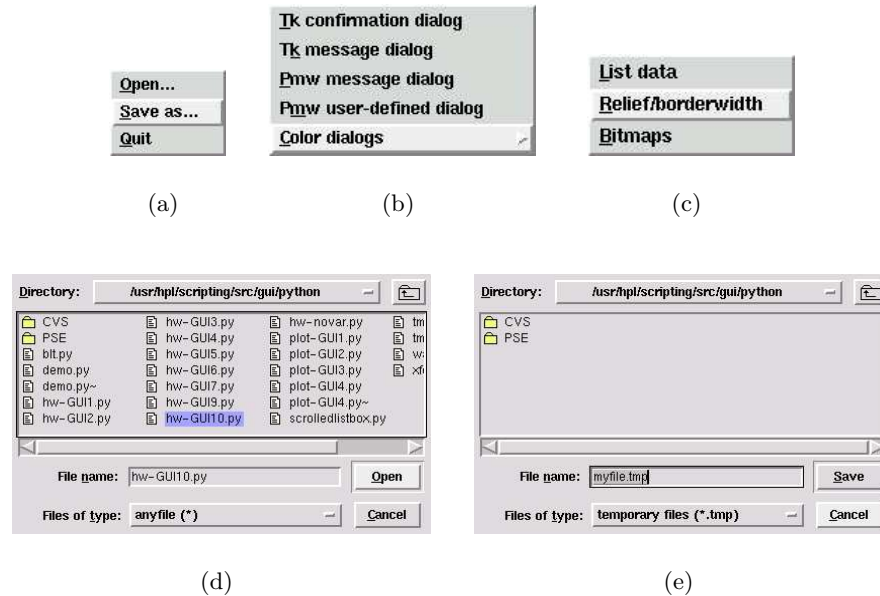 Open...
Save as...
Quit
(a)
Tk confirmation dialog
Tk message dialog
Pmw message dialog
Pmw user-defined dialog
Color dialogs
(b)
List data
Relief/borderwidth
Bitmaps
(c)
Directory: /usr/hpl/scripting/src/gui/python
CVS hw-GUI3.py hw-novar.py tm
PSE hw-GUI4.py plot-GUI1.py tm
blt.py hw-GUI5.py plot-GUI2.py
demo.py hw-GUI6.py plot-GUI3.py
demo.py~ hw-GUI7.py plot-GUI4.py
hw-GUI1.py hw-GUI9.py plot-GUI4.py~
hw-GUI2.py hw-GUI10.py scrolledlistbox.py
File name: hw-GUI10.py Open
Files of type: anyfile (*) Cancel
(d)
Directory: /usr/hpl/scripting/src/gui/python
CVS
PSE
File name: myfile.tmp Save
Files of type: temporary files (*.tmp) Cancel
(e)